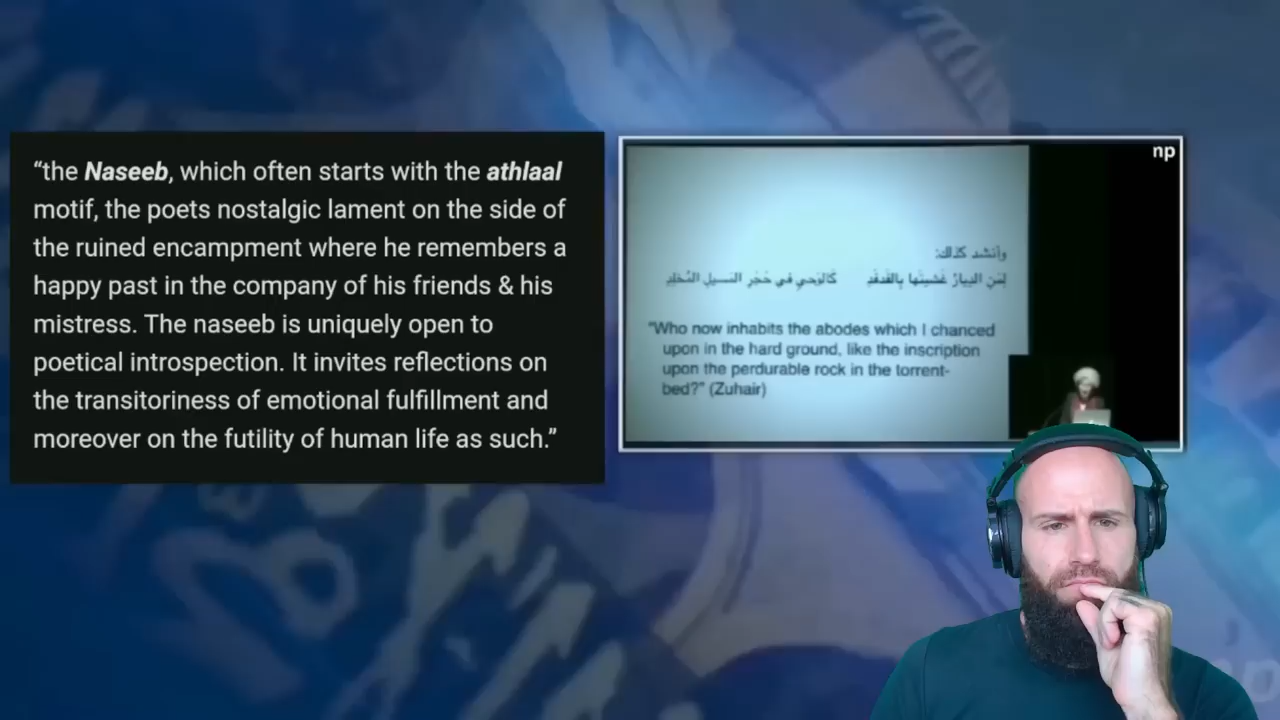 “the Naseeb, which often starts with the athlaal
motif, the poets nostalgic lament on the side of
the ruined encampment where he remembers a
happy past in the company of his friends & his
mistress. The naseeb is uniquely open to
poetical introspection. It invites reflections on
the transitoriness of emotional fulfillment and
moreover on the futility of human life as such.”
np
وأنشد كذلك:
لِمَنِ الدِيارُ غَشيتَها بِالفَدفَدِ كَالوَحيِ في حَجَرِ المَسيلِ المُخلِدِ
“Who now inhabits the abodes which I chanced
upon in the hard ground, like the inscription
upon the perdurable rock in the torrent-
bed?” (Zuhair)